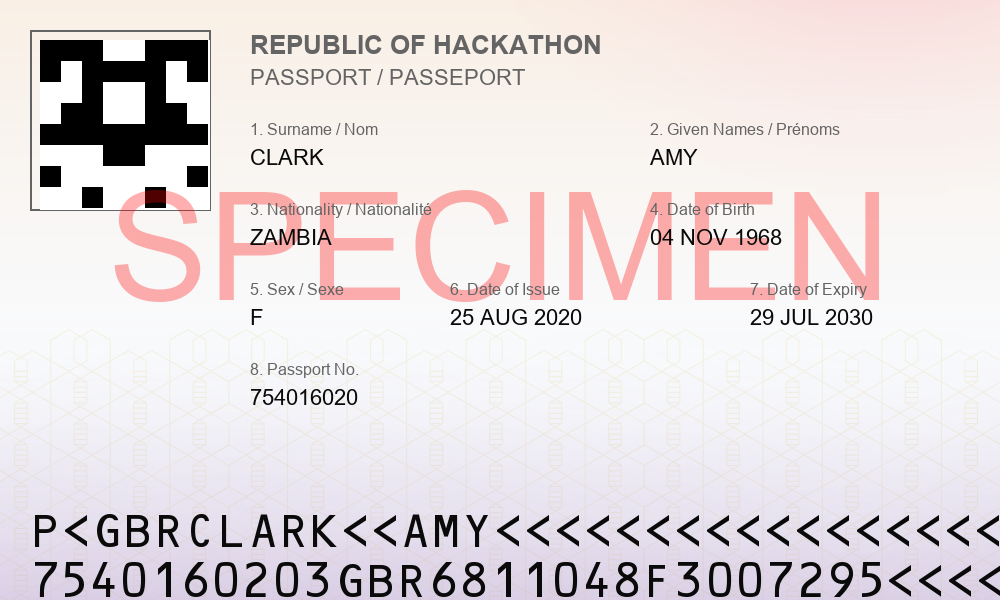 REPUBLIC OF HACKATHON
PASSPORT / PASSEPORT
1. Surname / Nom 2. Given Names / Prénoms
CLARK AMY
SPECIMEN
3. Nationality / Nationalité 4. Date of Birth
ZAMBIA 04 NOV 1968
5. Sex / Sexe 6. Date of Issue 7. Date of Expiry
F 25 AUG 2020 29 JUL 2030
8. Passport No.
754016020
P<GBRCLARK<<AMY<<<<<<<<<<<<<<<<<
7540160203GBR6811048F3007295<<<<